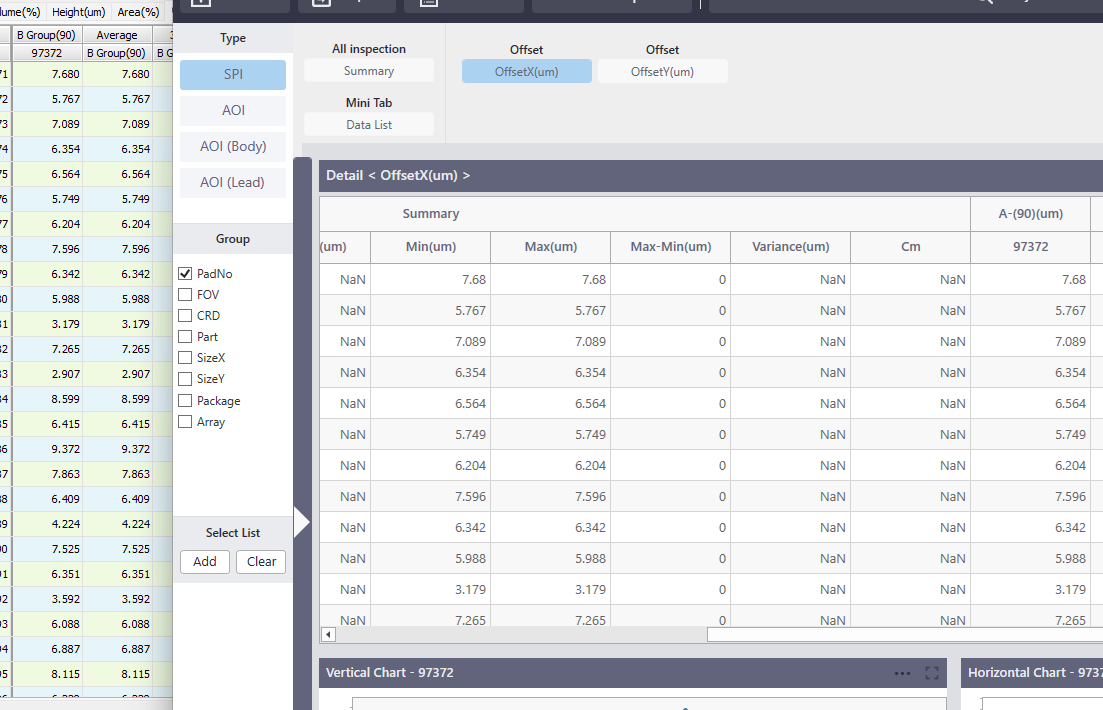 lume(%) Height(um) Area(%)
B Group(90) Average
97372 B Group(90) B G
71 7.680 7.680
72 5.767 5.767
73 7.089 7.089
74 6.354 6.354
75 6.564 6.564
76 5.749 5.749
77 6.204 6.204
78 7.596 7.596
79 6.342 6.342
80 5.988 5.988
81 3.179 3.179
82 7.265 7.265
83 2.907 2.907
84 8.599 8.599
85 6.415 6.415
86 9.372 9.372
87 7.863 7.863
88 6.409 6.409
89 4.224 4.224
90 7.525 7.525
91 6.351 6.351
92 3.592 3.592
93 6.088 6.088
94 6.887 6.887
95 8.115 8.115
Type
SPI
AOI
AOI (Body)
AOI (Lead)
Group
PadNo
FOV
CRD
Part
SizeX
SizeY
Package
Array
Select List
Add Clear
All inspection
Summary
Mini Tab
Data List
Offset Offset
OffsetX(um) OffsetY(um)
Detail < OffsetX(um) >
Summary A-(90)(um)
(um) Min(um) Max(um) Max-Min(um) Variance(um) Cm 97372
NaN 7.68 7.68 0 NaN NaN 7.68
NaN 5.767 5.767 0 NaN NaN 5.767
NaN 7.089 7.089 0 NaN NaN 7.089
NaN 6.354 6.354 0 NaN NaN 6.354
NaN 6.564 6.564 0 NaN NaN 6.564
NaN 5.749 5.749 0 NaN NaN 5.749
NaN 6.204 6.204 0 NaN NaN 6.204
NaN 7.596 7.596 0 NaN NaN 7.596
NaN 6.342 6.342 0 NaN NaN 6.342
NaN 5.988 5.988 0 NaN NaN 5.988
NaN 3.179 3.179 0 NaN NaN 3.179
NaN 7.265 7.265 0 NaN NaN 7.265
Vertical Chart - 97372 Horizontal Chart - 9737